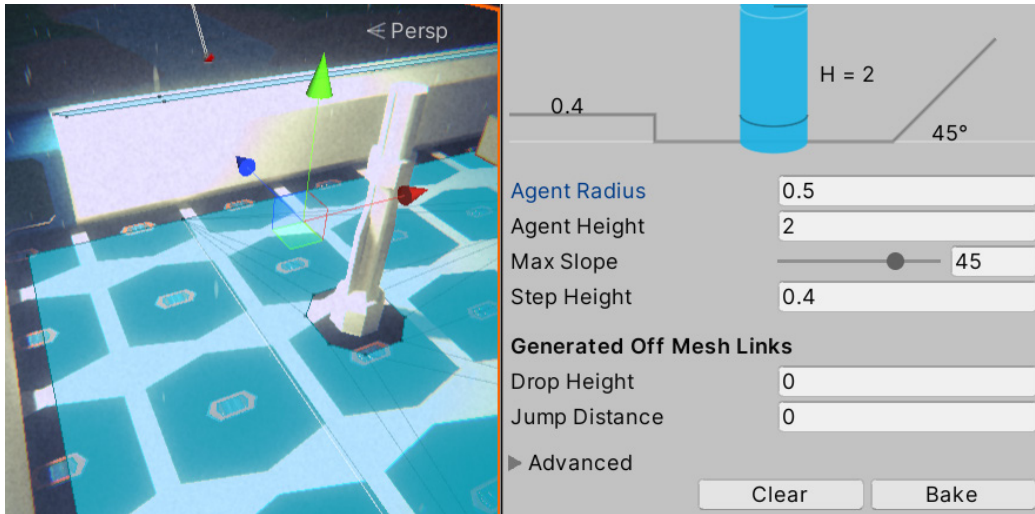 Persp
H = 2
0.4
45°
Agent Radius 0.5
Agent Height 2
Max Slope 45
Step Height 0.4
Generated Off Mesh Links
Drop Height 0
Jump Distance 0
Advanced
Clear Bake